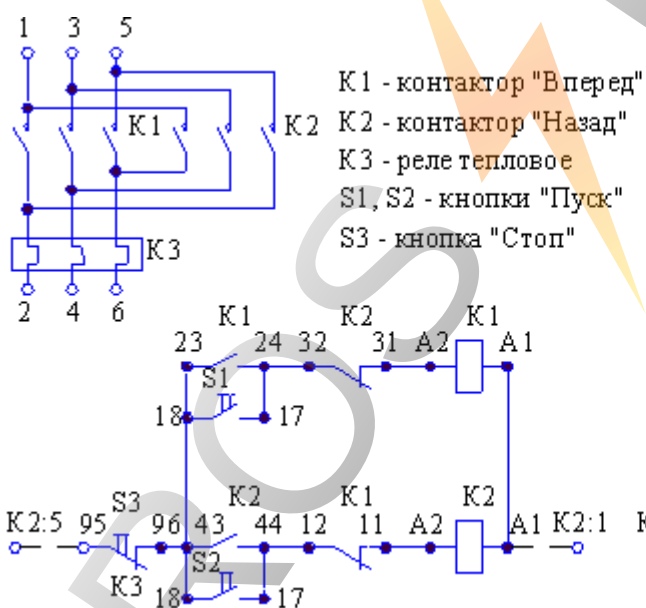 1 3 5
K1 K2
K3
2 4 6
K1 - контактор "Вперед"
K2 - контактор "Назад"
K3 - реле тепловое
S1, S2 - кнопки "Пуск"
S3 - кнопка "Стоп"
K1 K2 K1
23 24 32 31 A2 A1
S1
18 17
S3 K2 K1 K2
K2:5 95 96 43 44 12 11 A2 A1 K2:1
S2
K3
18 17
ROS